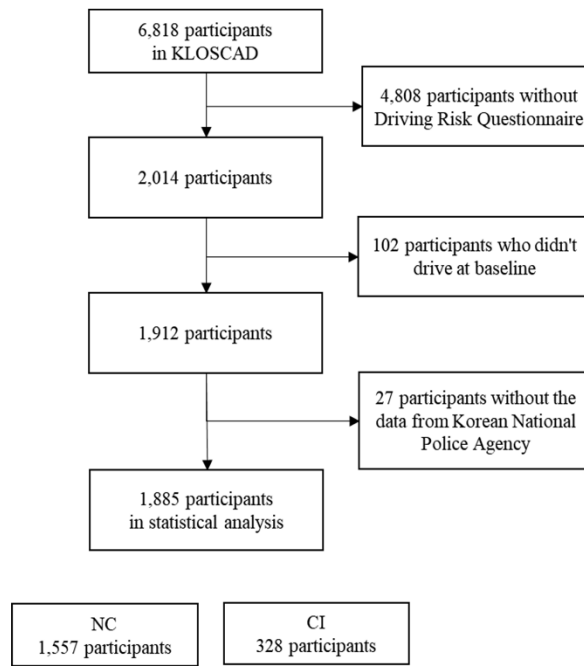 6,818 participants
in KLOSCAD
4,808 participants without
Driving Risk Questionnaire
2,014 participants
102 participants who didn't
drive at baseline
1,912 participants
27 participants without the
data from Korean National
Police Agency
1,885 participants
in statistical analysis
NC
1,557 participants
CI
328 participants